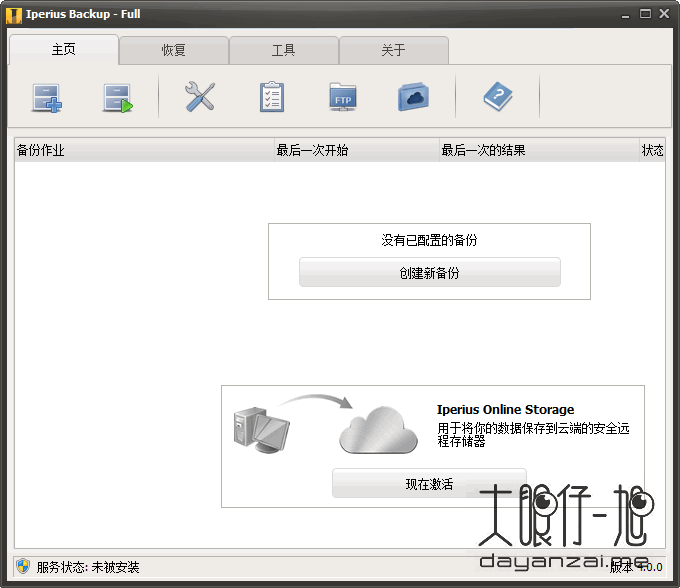 Iperius Backup - Full
主页 恢复 工具 关于
FTP
?
备份作业 最后一次开始 最后一次的结果 状态
没有已配置的备份
创建新备份
Iperius Online Storage
用于将你的数据保存到云端的安全远
程存储器
现在激活
大眼仔~旭
dayanzai.me
服务状态: 未被安装 版本 4.0.0